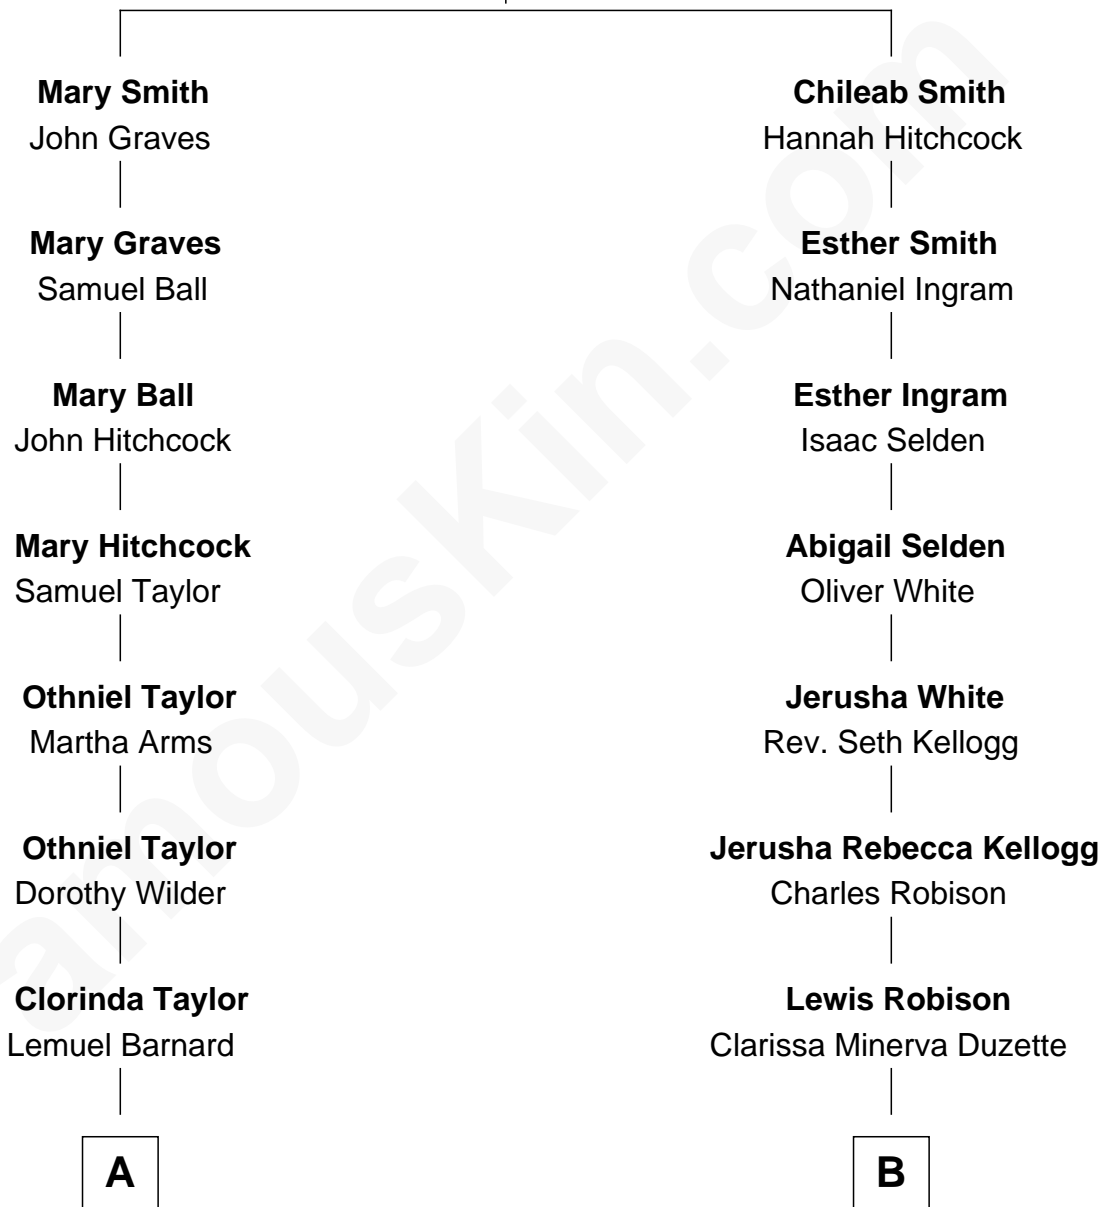 Mary Smith
John Graves
Mary Graves
Samuel Ball
Mary Ball
John Hitchcock
Mary Hitchcock
Samuel Taylor
Othniel Taylor
Martha Arms
Othniel Taylor
Dorothy Wilder
Clorinda Taylor
Lemuel Barnard
A
Chileab Smith
Hannah Hitchcock
Esther Smith
Nathaniel Ingram
Esther Ingram
Isaac Selden
Abigail Selden
Oliver White
Jerusha White
Rev. Seth Kellogg
Jerusha Rebecca Kellogg
Charles Robison
Lewis Robison
Clarissa Minerva Duzette
B
amouskin.com